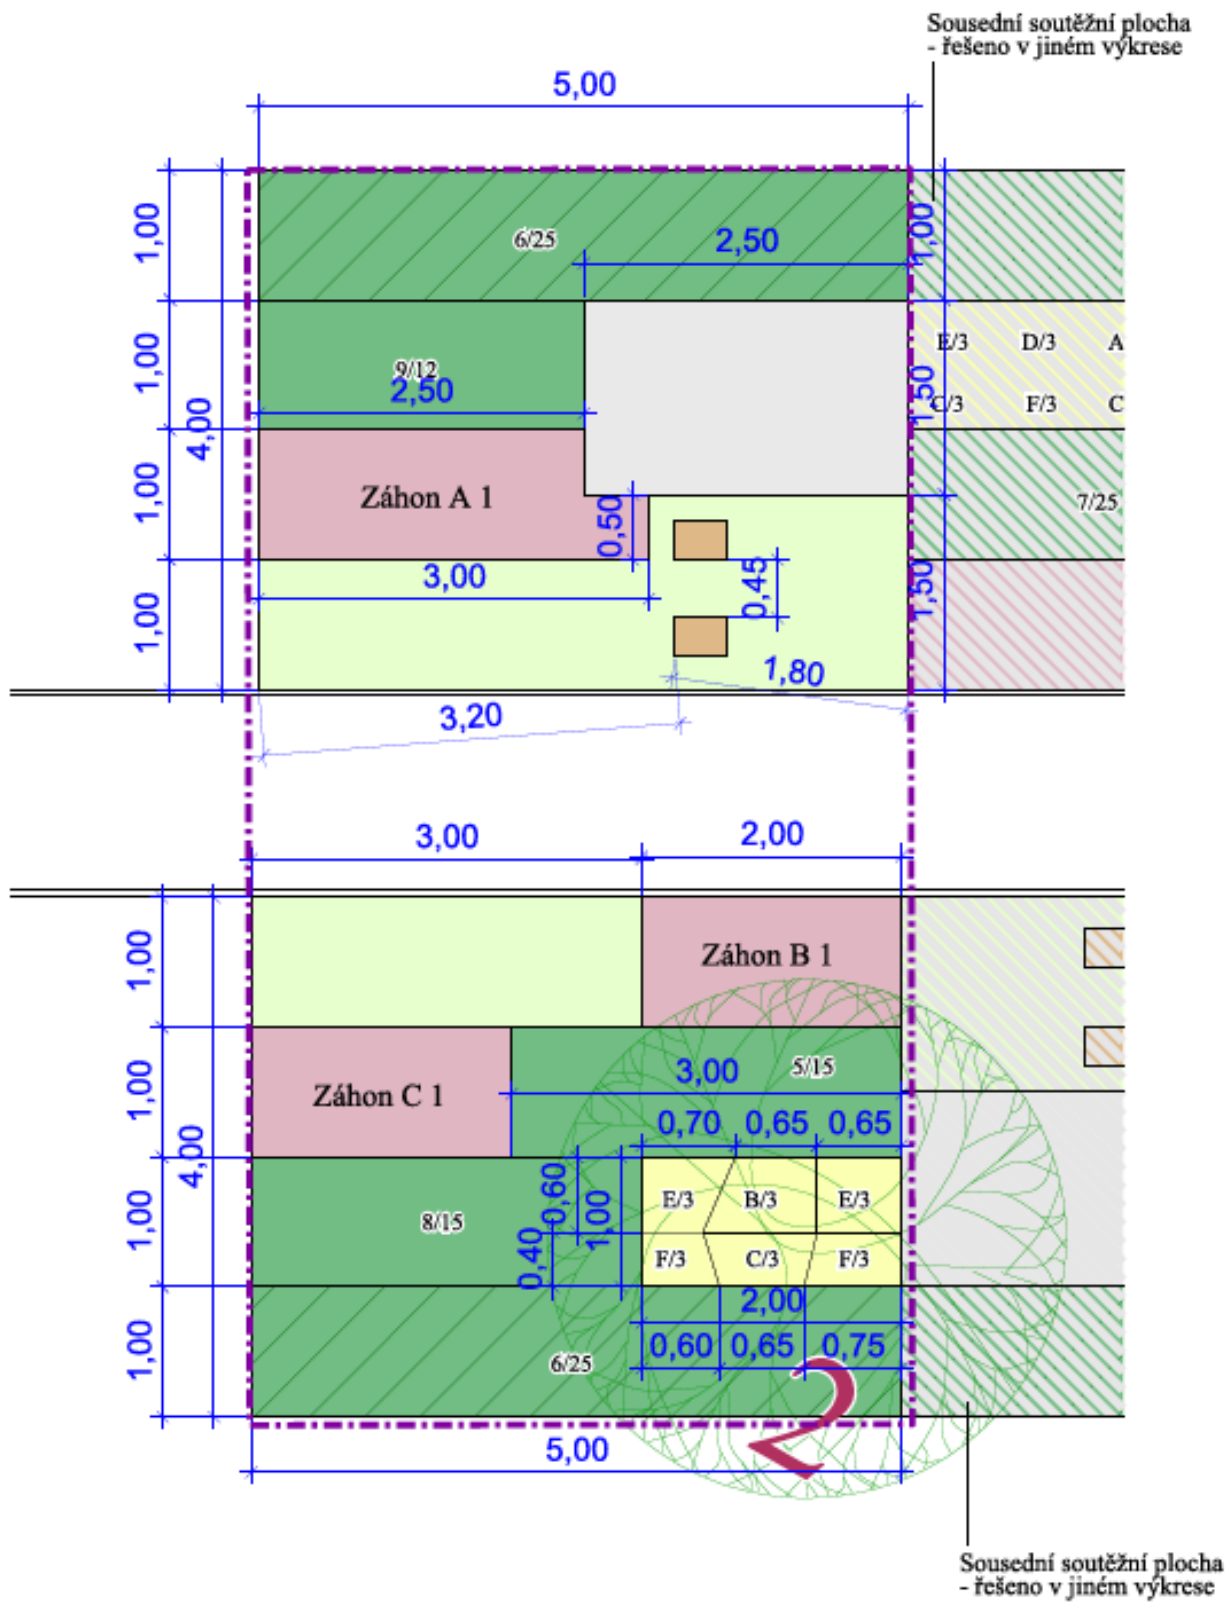 Sousední soutěžní plocha
- řešeno v jiném výkrese
5,00
1,00
6/25
2,50
1,00
1,00
9/12
2,50
E/3 D/3 A
C/3 F/3 C
1,50
4,00
1,00
Záhon A 1
0,50
7/25
3,00
0,45
1,50
1,00
1,80
3,20
3,00
2,00
1,00
Záhon B 1
1,00
Záhon C 1
3,00
5/15
0,70 0,65 0,65
4,00
1,00
8/15
0,60
1,00
0,40
E/3 B/3 E/3
F/3 C/3 F/3
2,00
0,60 0,65 0,75
1,00
6/25
2
5,00
Sousední soutěžní plocha
- řešeno v jiném výkrese